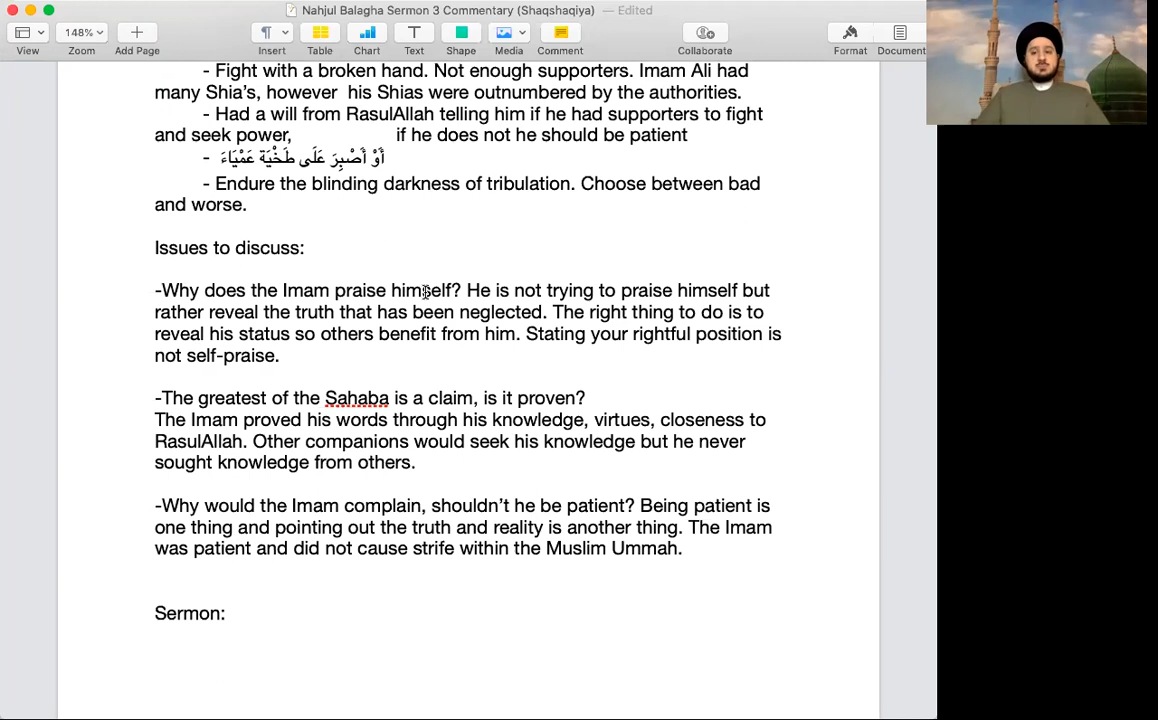 Nahjul Balagha Sermon 3 Commentary (Shaqshaqiya) — Edited
148%
View Zoom Add Page Insert Table Chart Text Shape Media Comment Collaborate Format Document
- Fight with a broken hand. Not enough supporters. Imam Ali had
many Shia's, however his Shias were outnumbered by the authorities.
- Had a will from RasulAllah telling him if he had supporters to fight
and seek power, if he does not he should be patient
- أَوْ أَصْبِرَ عَلَى طَخْيَة عَمْيَاءَ
- Endure the blinding darkness of tribulation. Choose between bad
and worse.
Issues to discuss:
-Why does the Imam praise himself? He is not trying to praise himself but
rather reveal the truth that has been neglected. The right thing to do is to
reveal his status so others benefit from him. Stating your rightful position is
not self-praise.
-The greatest of the Sahaba is a claim, is it proven?
The Imam proved his words through his knowledge, virtues, closeness to
RasulAllah. Other companions would seek his knowledge but he never
sought knowledge from others.
-Why would the Imam complain, shouldn't he be patient? Being patient is
one thing and pointing out the truth and reality is another thing. The Imam
was patient and did not cause strife within the Muslim Ummah.
Sermon: